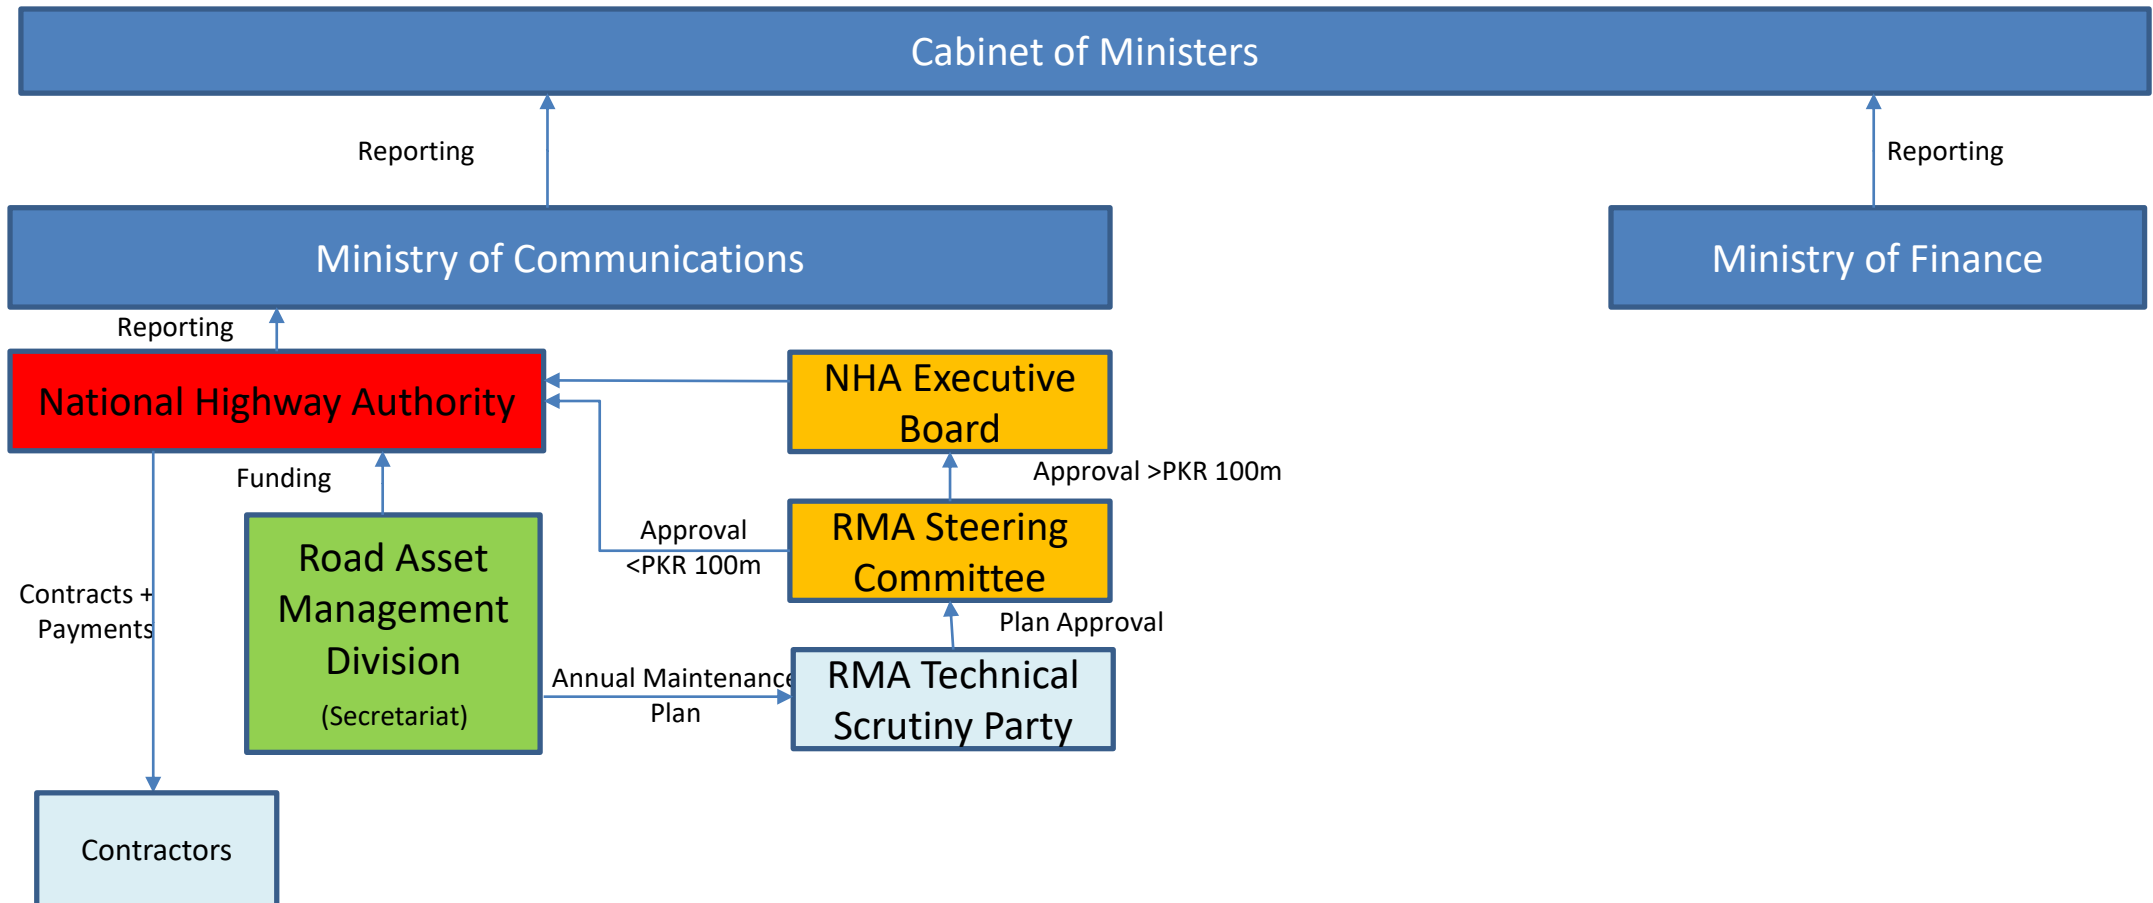 Cabinet of Ministers
Reporting
Reporting
Ministry of Communications
Ministry of Finance
Reporting
National Highway Authority
NHA Executive
Board
Funding
Approval >PKR 100m
Road Asset
Management
Division
(Secretariat)
Approval
<PKR 100m
RMA Steering
Committee
Contracts +
Payments
Plan Approval
Annual Maintenance
Plan
RMA Technical
Scrutiny Party
Contractors